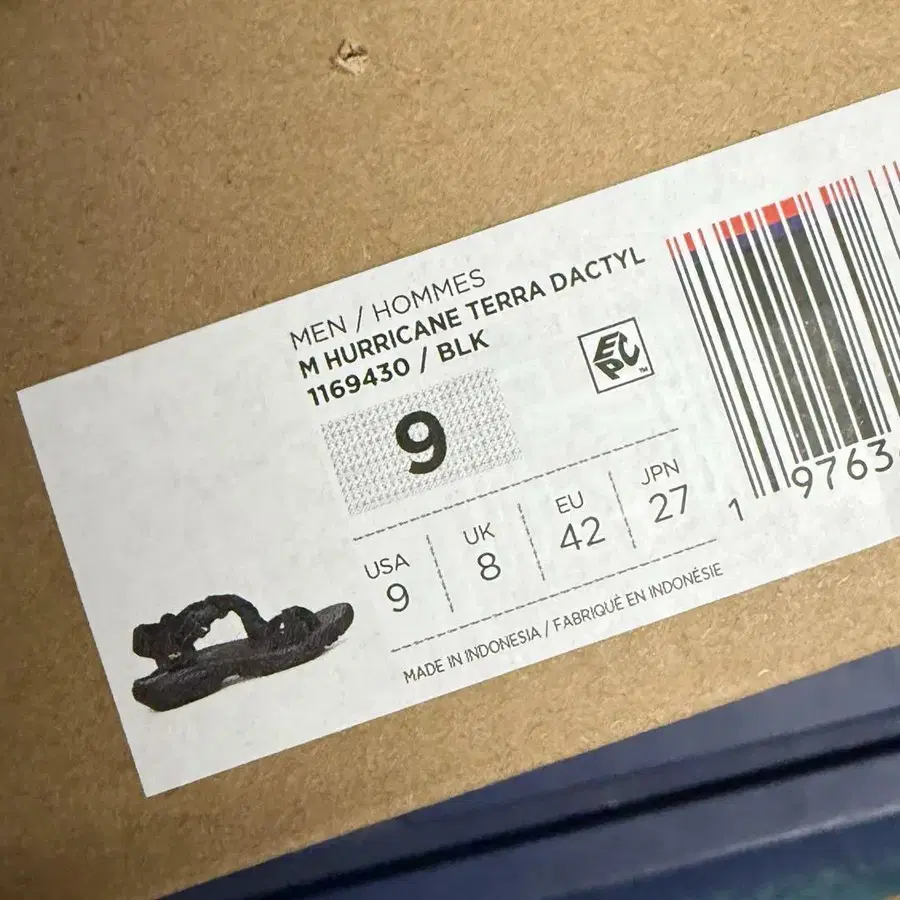 MEN / HOMMES
M HURRICANE TERRA DACTYL
1169430 / BLK
EPC™
9
USA UK EU JPN
9 8 42 27
MADE IN INDONESIA / FABRIQUÉ EN INDONÉSIE
1 9763